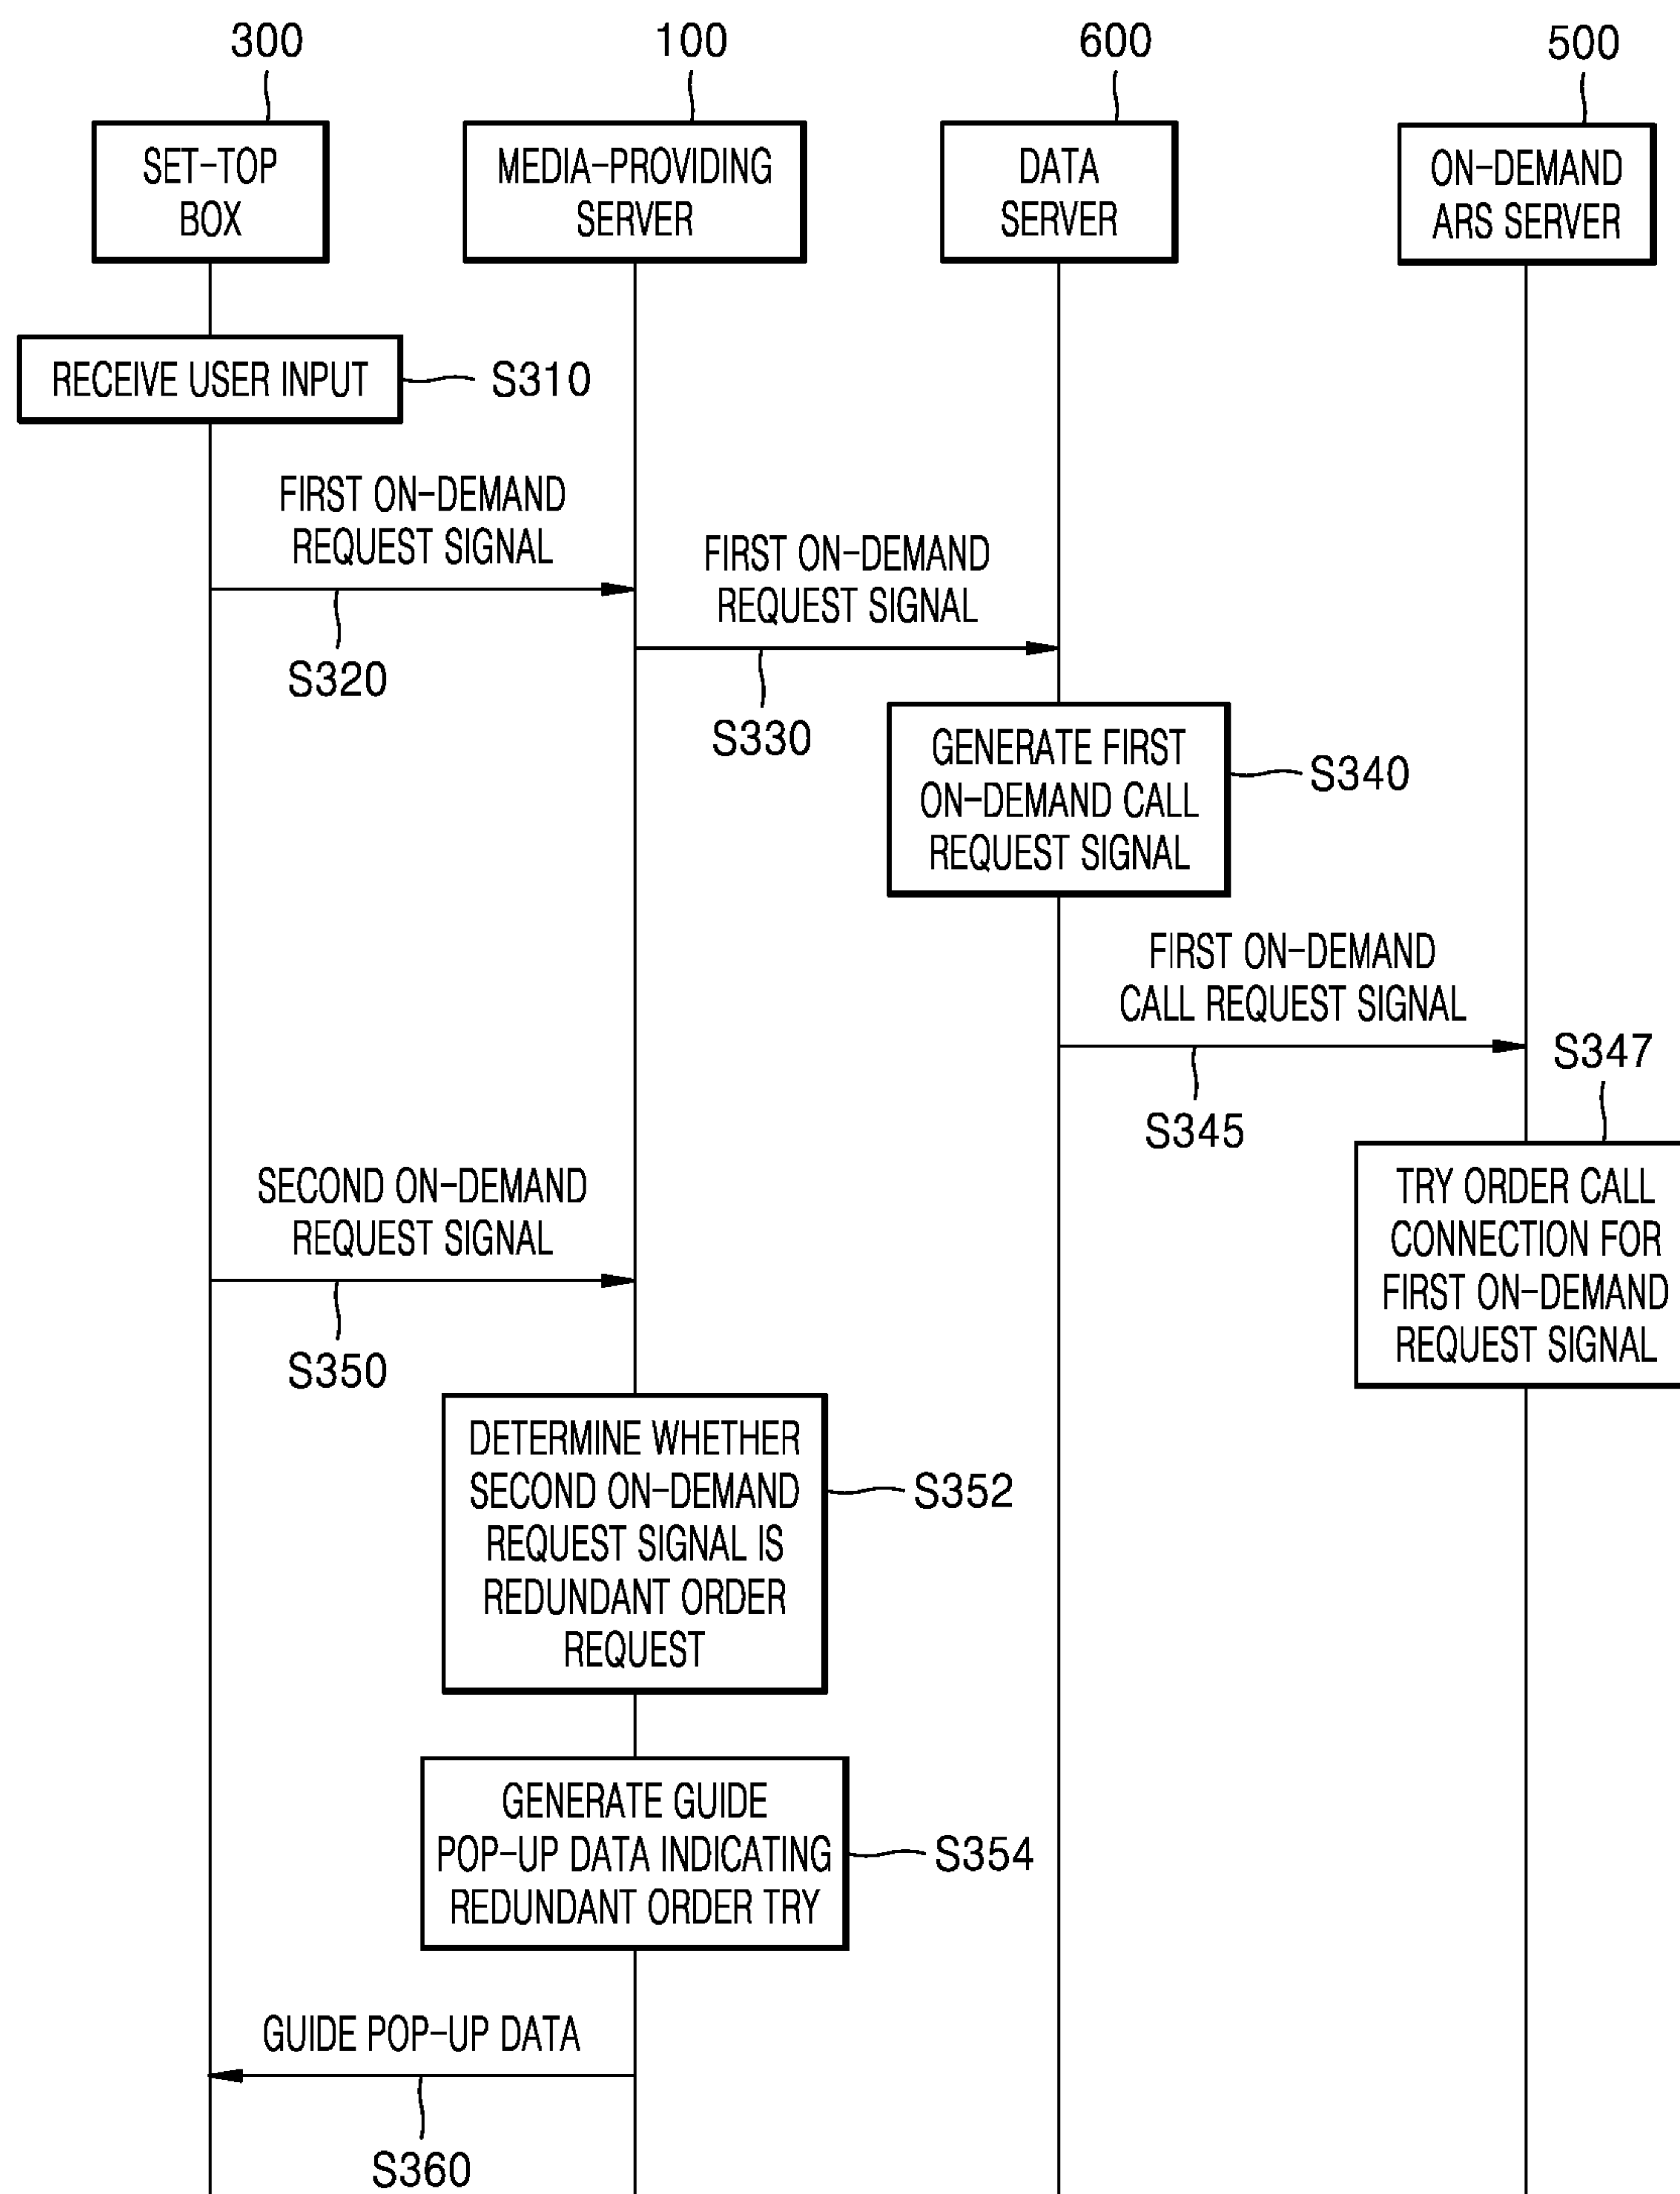 300
100
600
500
SET-TOP
BOX
MEDIA-PROVIDING
SERVER
DATA
SERVER
ON-DEMAND
ARS SERVER
RECEIVE USER INPUT
S310
FIRST ON-DEMAND
REQUEST SIGNAL
S320
FIRST ON-DEMAND
REQUEST SIGNAL
S330
GENERATE FIRST
ON-DEMAND CALL
REQUEST SIGNAL
S340
FIRST ON-DEMAND
CALL REQUEST SIGNAL
S345
S347
TRY ORDER CALL
CONNECTION FOR
FIRST ON-DEMAND
REQUEST SIGNAL
SECOND ON-DEMAND
REQUEST SIGNAL
S350
DETERMINE WHETHER
SECOND ON-DEMAND
REQUEST SIGNAL IS
REDUNDANT ORDER
REQUEST
S352
GENERATE GUIDE
POP-UP DATA INDICATING
REDUNDANT ORDER TRY
S354
GUIDE POP-UP DATA
S360